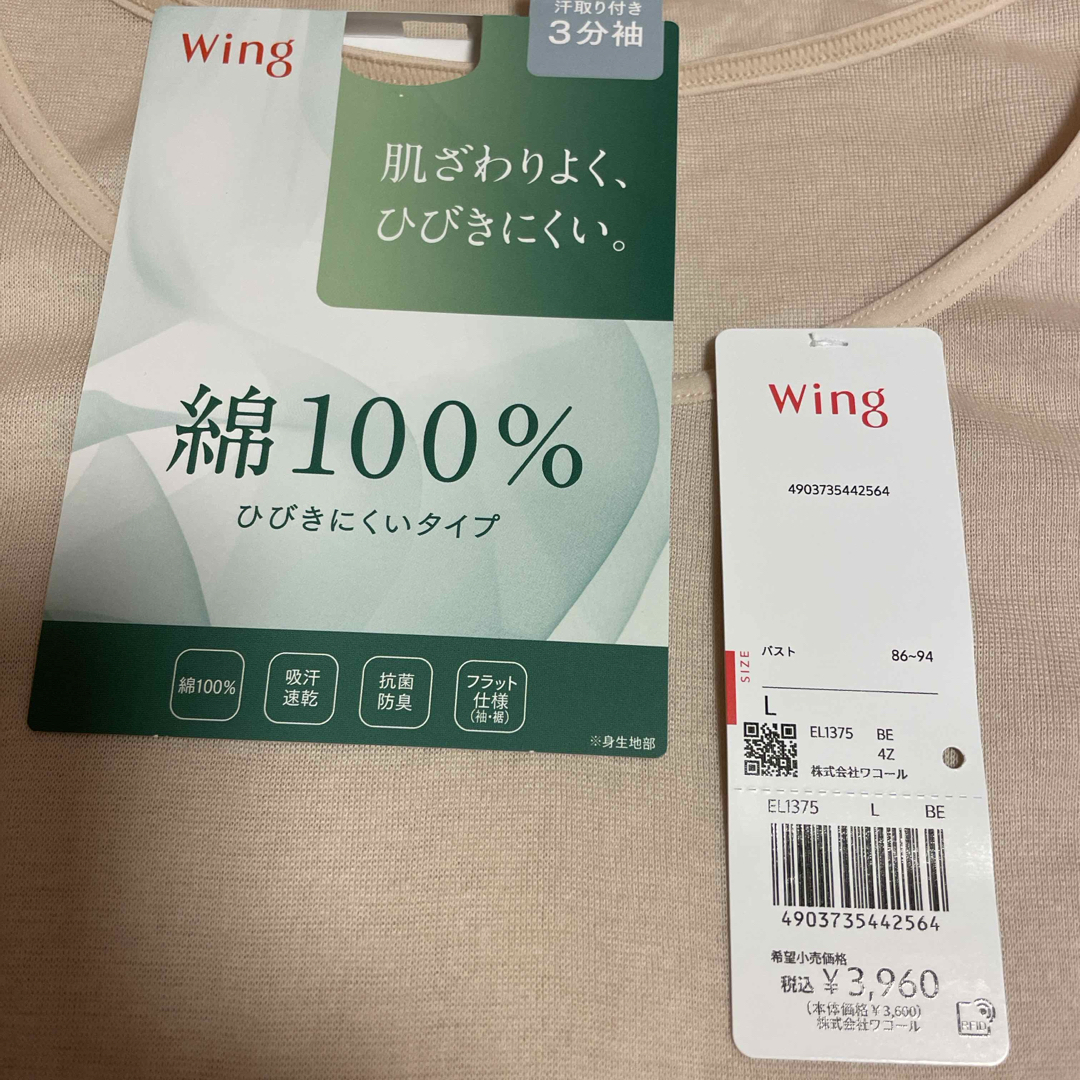 Wing
汗取り付き
3分袖
肌ざわりよく、
ひびきにくい。
綿100%
ひびきにくいタイプ
綿100%
吸汗
速乾
抗菌
防臭
フラット
仕様
(袖・裾)
※身生地部
Wing
4903735442564
SIZE
バスト 86~94
L
EL1375 BE
4Z
株式会社ワコール
EL1375 L BE
4903735442564
希望小売価格
税込 ¥3,960
(本体価格¥3,600)
株式会社ワコール
RFID